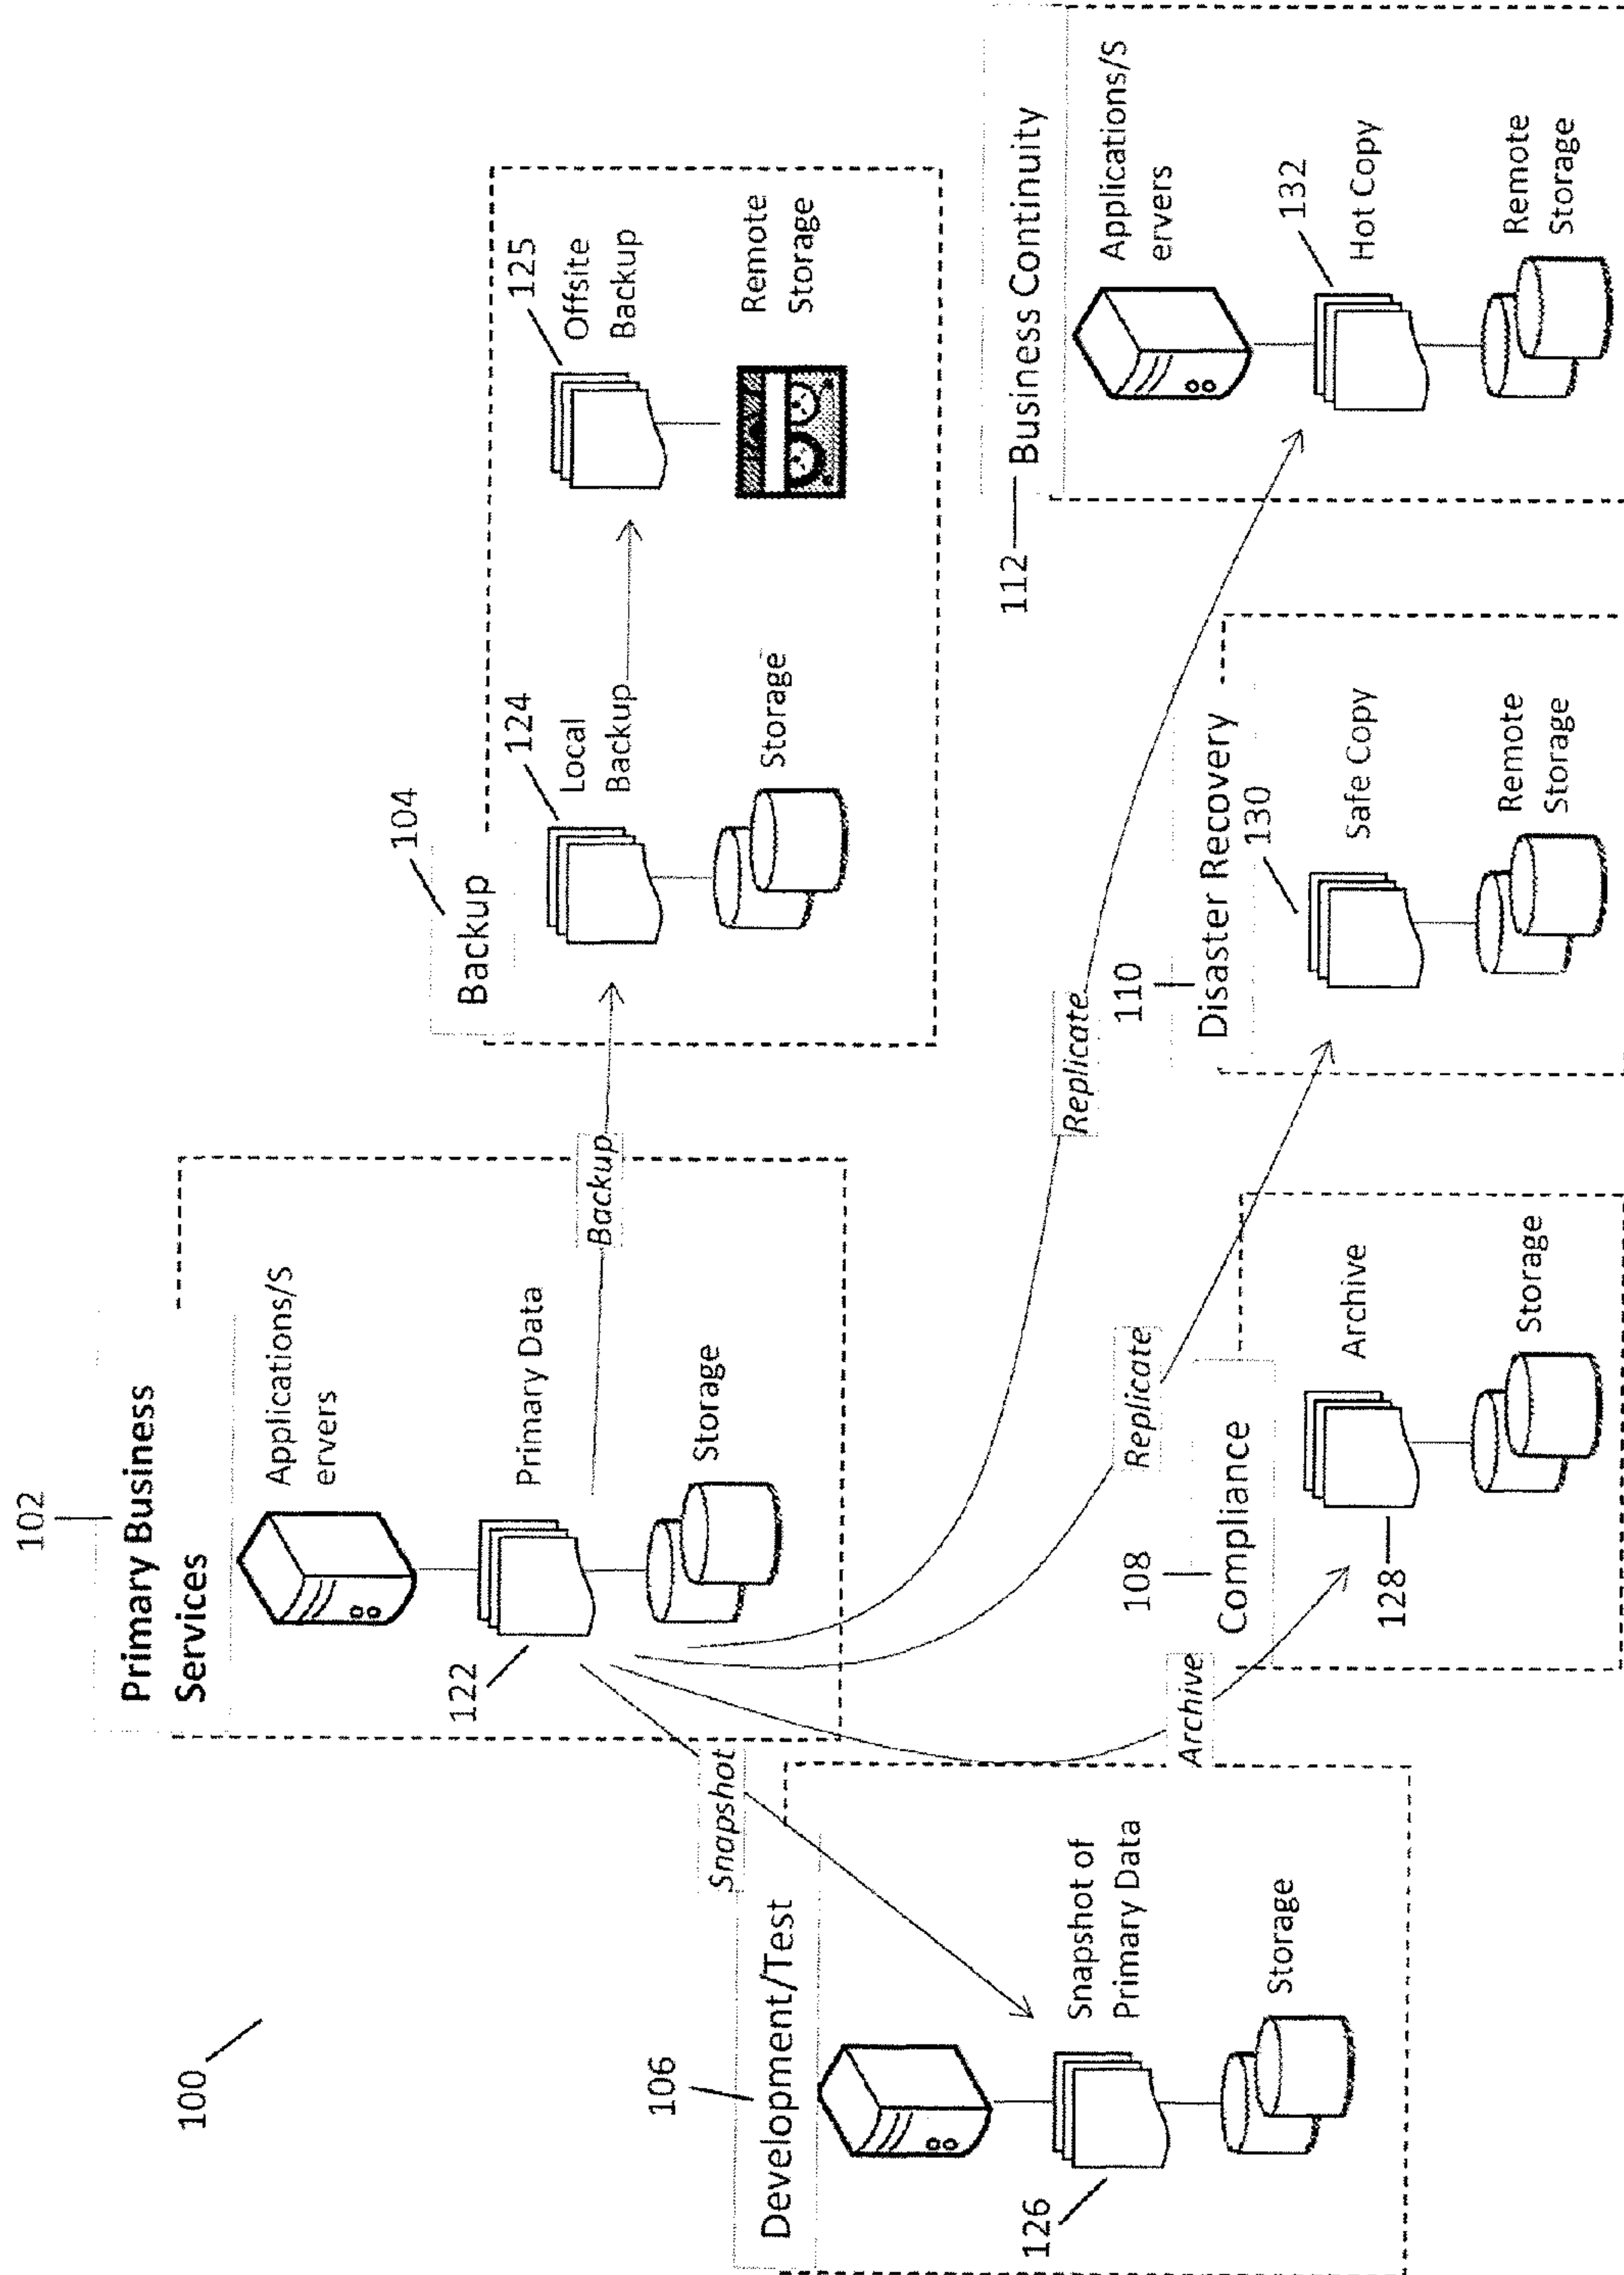 100
102
Primary Business
Services
Applications/S
ervers
122
Primary Data
Storage
Backup
104
Backup
124
Local
Backup
Storage
125
Offsite
Backup
Remote
Storage
Snapshot
106
Development/Test
126
Snapshot of
Primary Data
Storage
Archive
108
Compliance
128
Archive
Storage
Replicate
110
Disaster Recovery
130
Safe Copy
Remote
Storage
Replicate
112
Business Continuity
Applications/S
ervers
132
Hot Copy
Remote
Storage